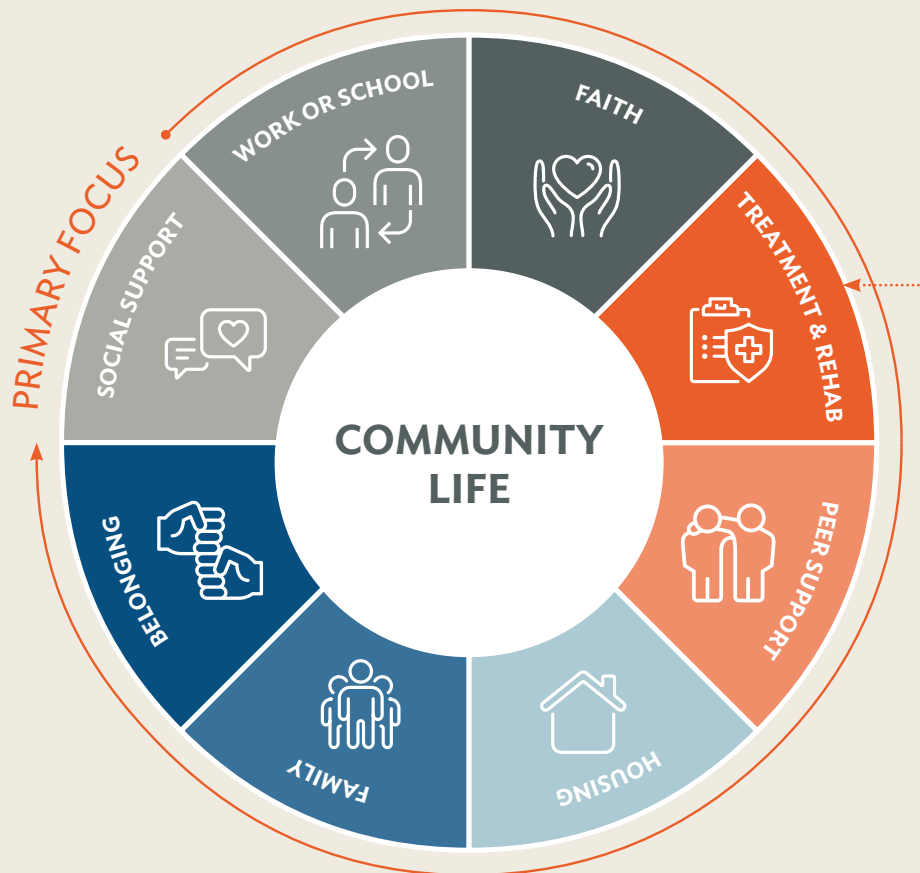 PRIMARY FOCUS
WORK OR SCHOOL
FAITH
TREATMENT & REHAB
PEER SUPPORT
HOUSING
FAMILY
BELONGING
SOCIAL SUPPORT
COMMUNITY
LIFE